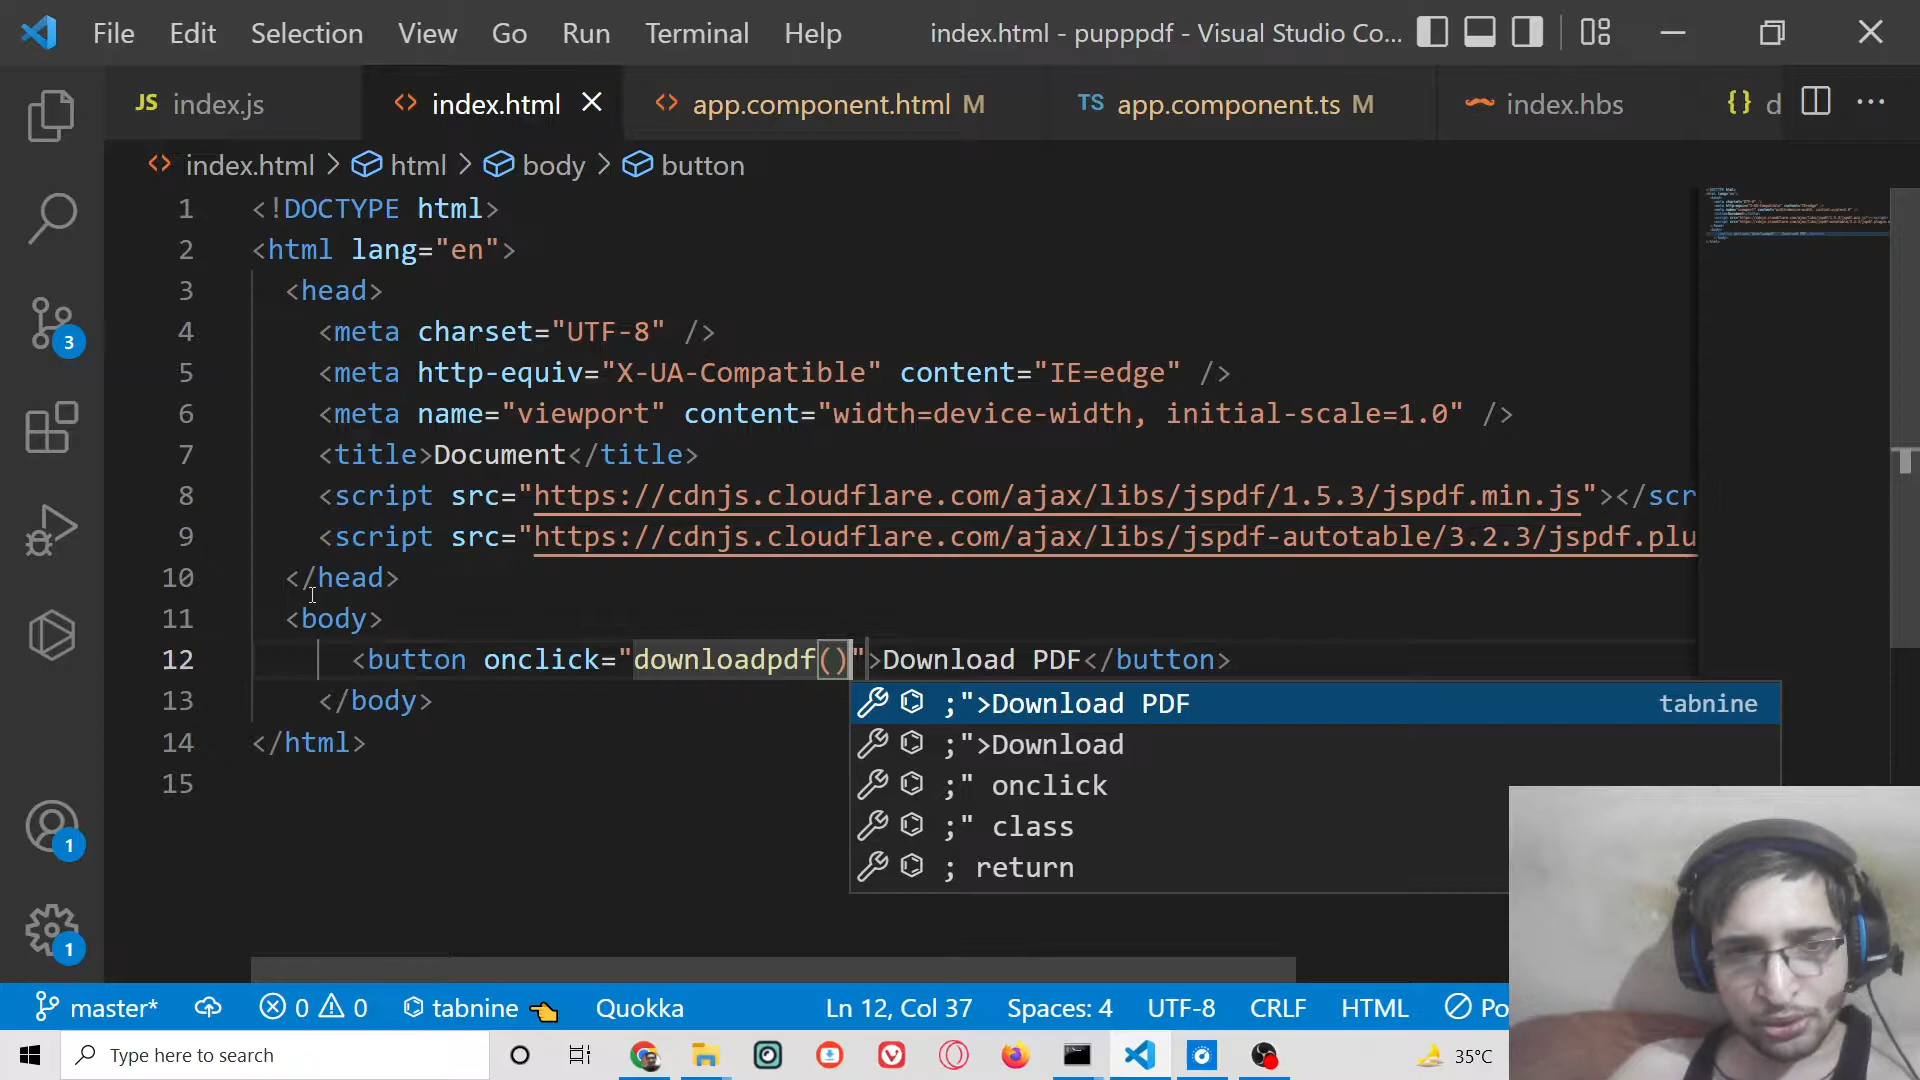 File Edit Selection View Go Run Terminal Help index.html - pupppdf - Visual Studio Co...
JS index.js index.html app.component.html M TS app.component.ts M index.hbs {} d ...
index.html > html > body > button
1 <!DOCTYPE html>
2 <html lang="en">
3 <head>
4 <meta charset="UTF-8" />
5 <meta http-equiv="X-UA-Compatible" content="IE=edge" />
6 <meta name="viewport" content="width=device-width, initial-scale=1.0" />
7 <title>Document</title>
8 <script src="https://cdnjs.cloudflare.com/ajax/libs/jspdf/1.5.3/jspdf.min.js"></scr
9 <script src="https://cdnjs.cloudflare.com/ajax/libs/jspdf-autotable/3.2.3/jspdf.plu
10 </head>
11 <body>
12 <button onclick="downloadpdf()">Download PDF</button>
13 </body>
14 </html>
15
;">Download PDF tabnine
;">Download
;" onclick
;" class
; return
3
1
1
master* 0 0 tabnine Quokka Ln 12, Col 37 Spaces: 4 UTF-8 CRLF HTML Po
Type here to search 35°C